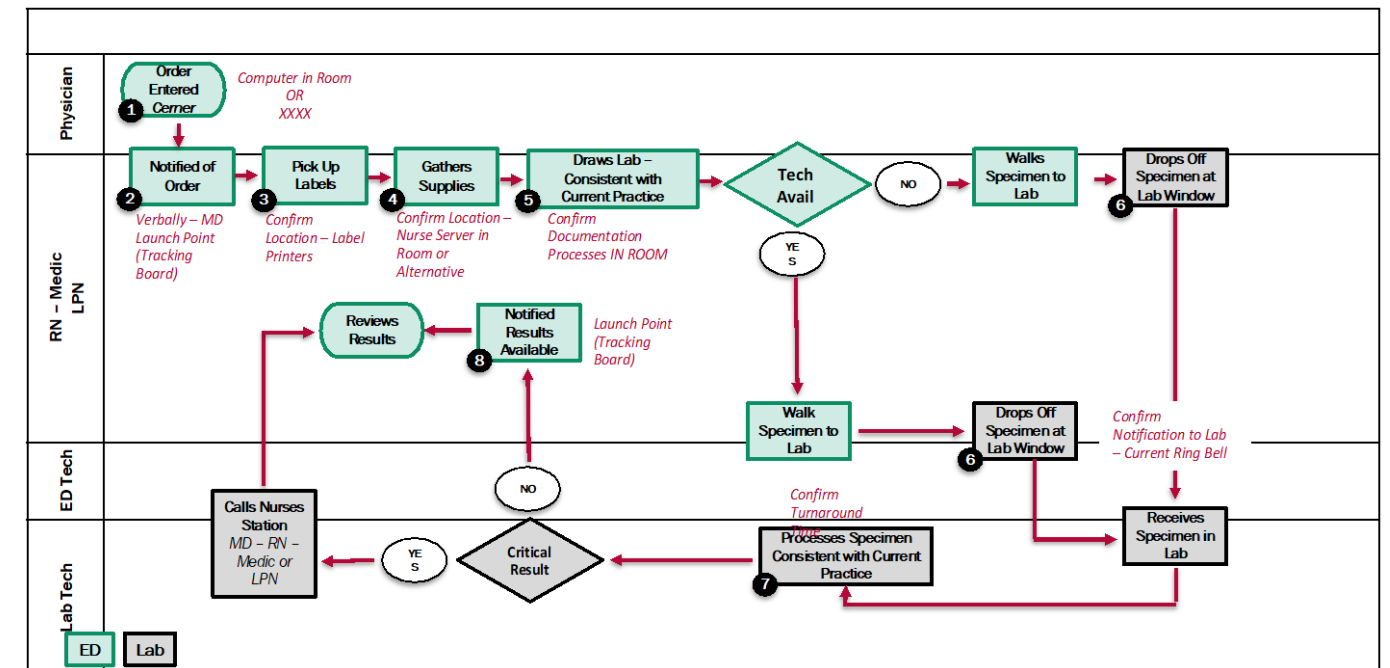 Physician
Order
Entered
Cerner
1
Computer in Room
OR
XXXX
RN – Medic
LPN
Notified of
Order
2
Verbally – MD
Launch Point
(Tracking
Board)
Pick Up
Labels
3
Confirm
Location – Label
Printers
Gathers
Supplies
4
Confirm Location –
Nurse Server in
Room or
Alternative
Draws Lab –
Consistent with
Current Practice
5
Confirm
Documentation
Processes IN ROOM
Tech
Avail
NO
Walks
Specimen to
Lab
Drops Off
Specimen at
Lab Window
6
YE
S
Reviews
Results
Notified
Results
Available
8
Launch Point
(Tracking
Board)
Walk
Specimen to
Lab
Drops Off
Specimen at
Lab Window
6
Confirm
Notification to Lab
– Current Ring Bell
ED Tech
NO
Calls Nurses
Station
MD – RN –
Medic or
LPN
YE
S
Critical
Result
Confirm
Turnaround
Time
Processes Specimen
Consistent with Current
Practice
7
Receives
Specimen in
Lab
Lab Tech
ED
Lab